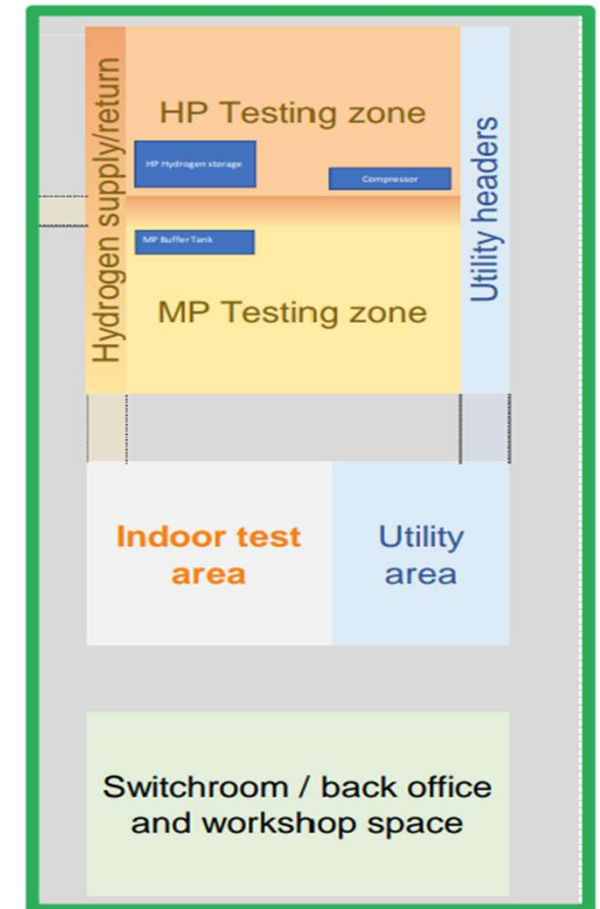 Hydrogen supply/return
HP Testing zone
HP Hydrogen storage
Compressor
Utility headers
MP Buffer Tank
MP Testing zone
Indoor test
area
Utility
area
Switchroom / back office
and workshop space